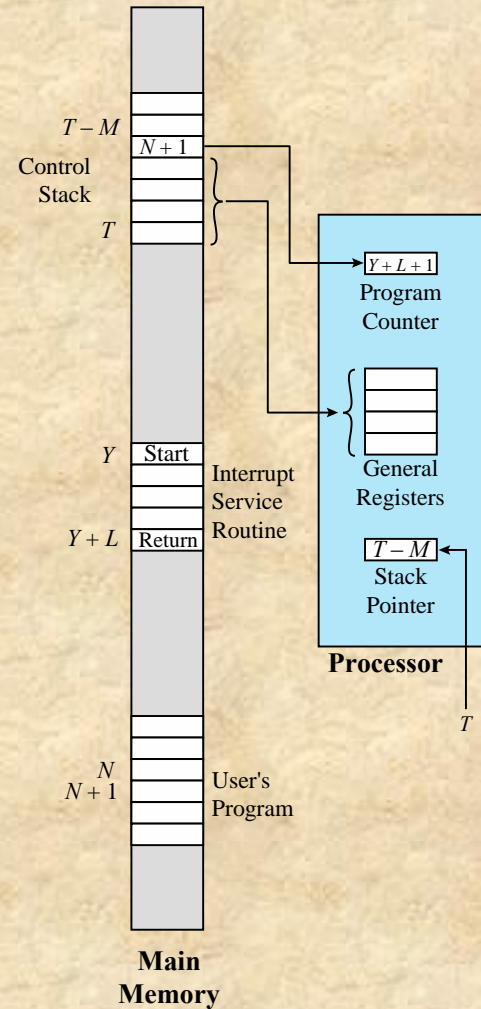 T – M
N + 1
Control
Stack
T
Y + L + 1
Program
Counter
Y
Start
Interrupt
Service
Routine
Y + L
Return
General
Registers
T – M
Stack
Pointer
Processor
T
N
N + 1
User's
Program
Main
Memory